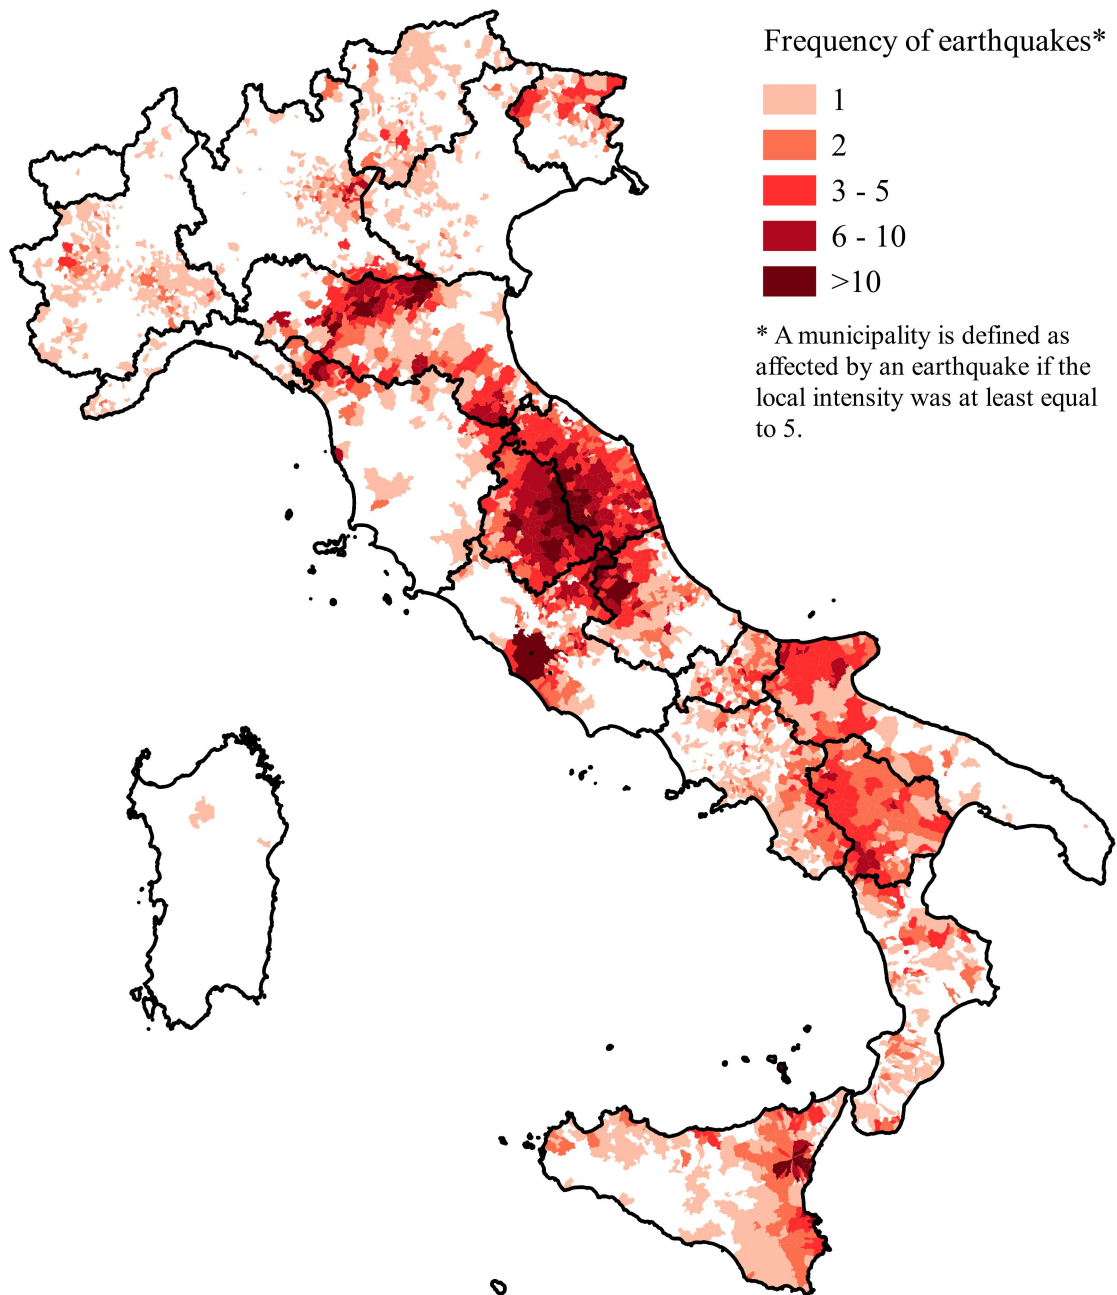 Frequency of earthquakes*
1
2
3 - 5
6 - 10
>10
* A municipality is defined as
affected by an earthquake if the
local intensity was at least equal
to 5.